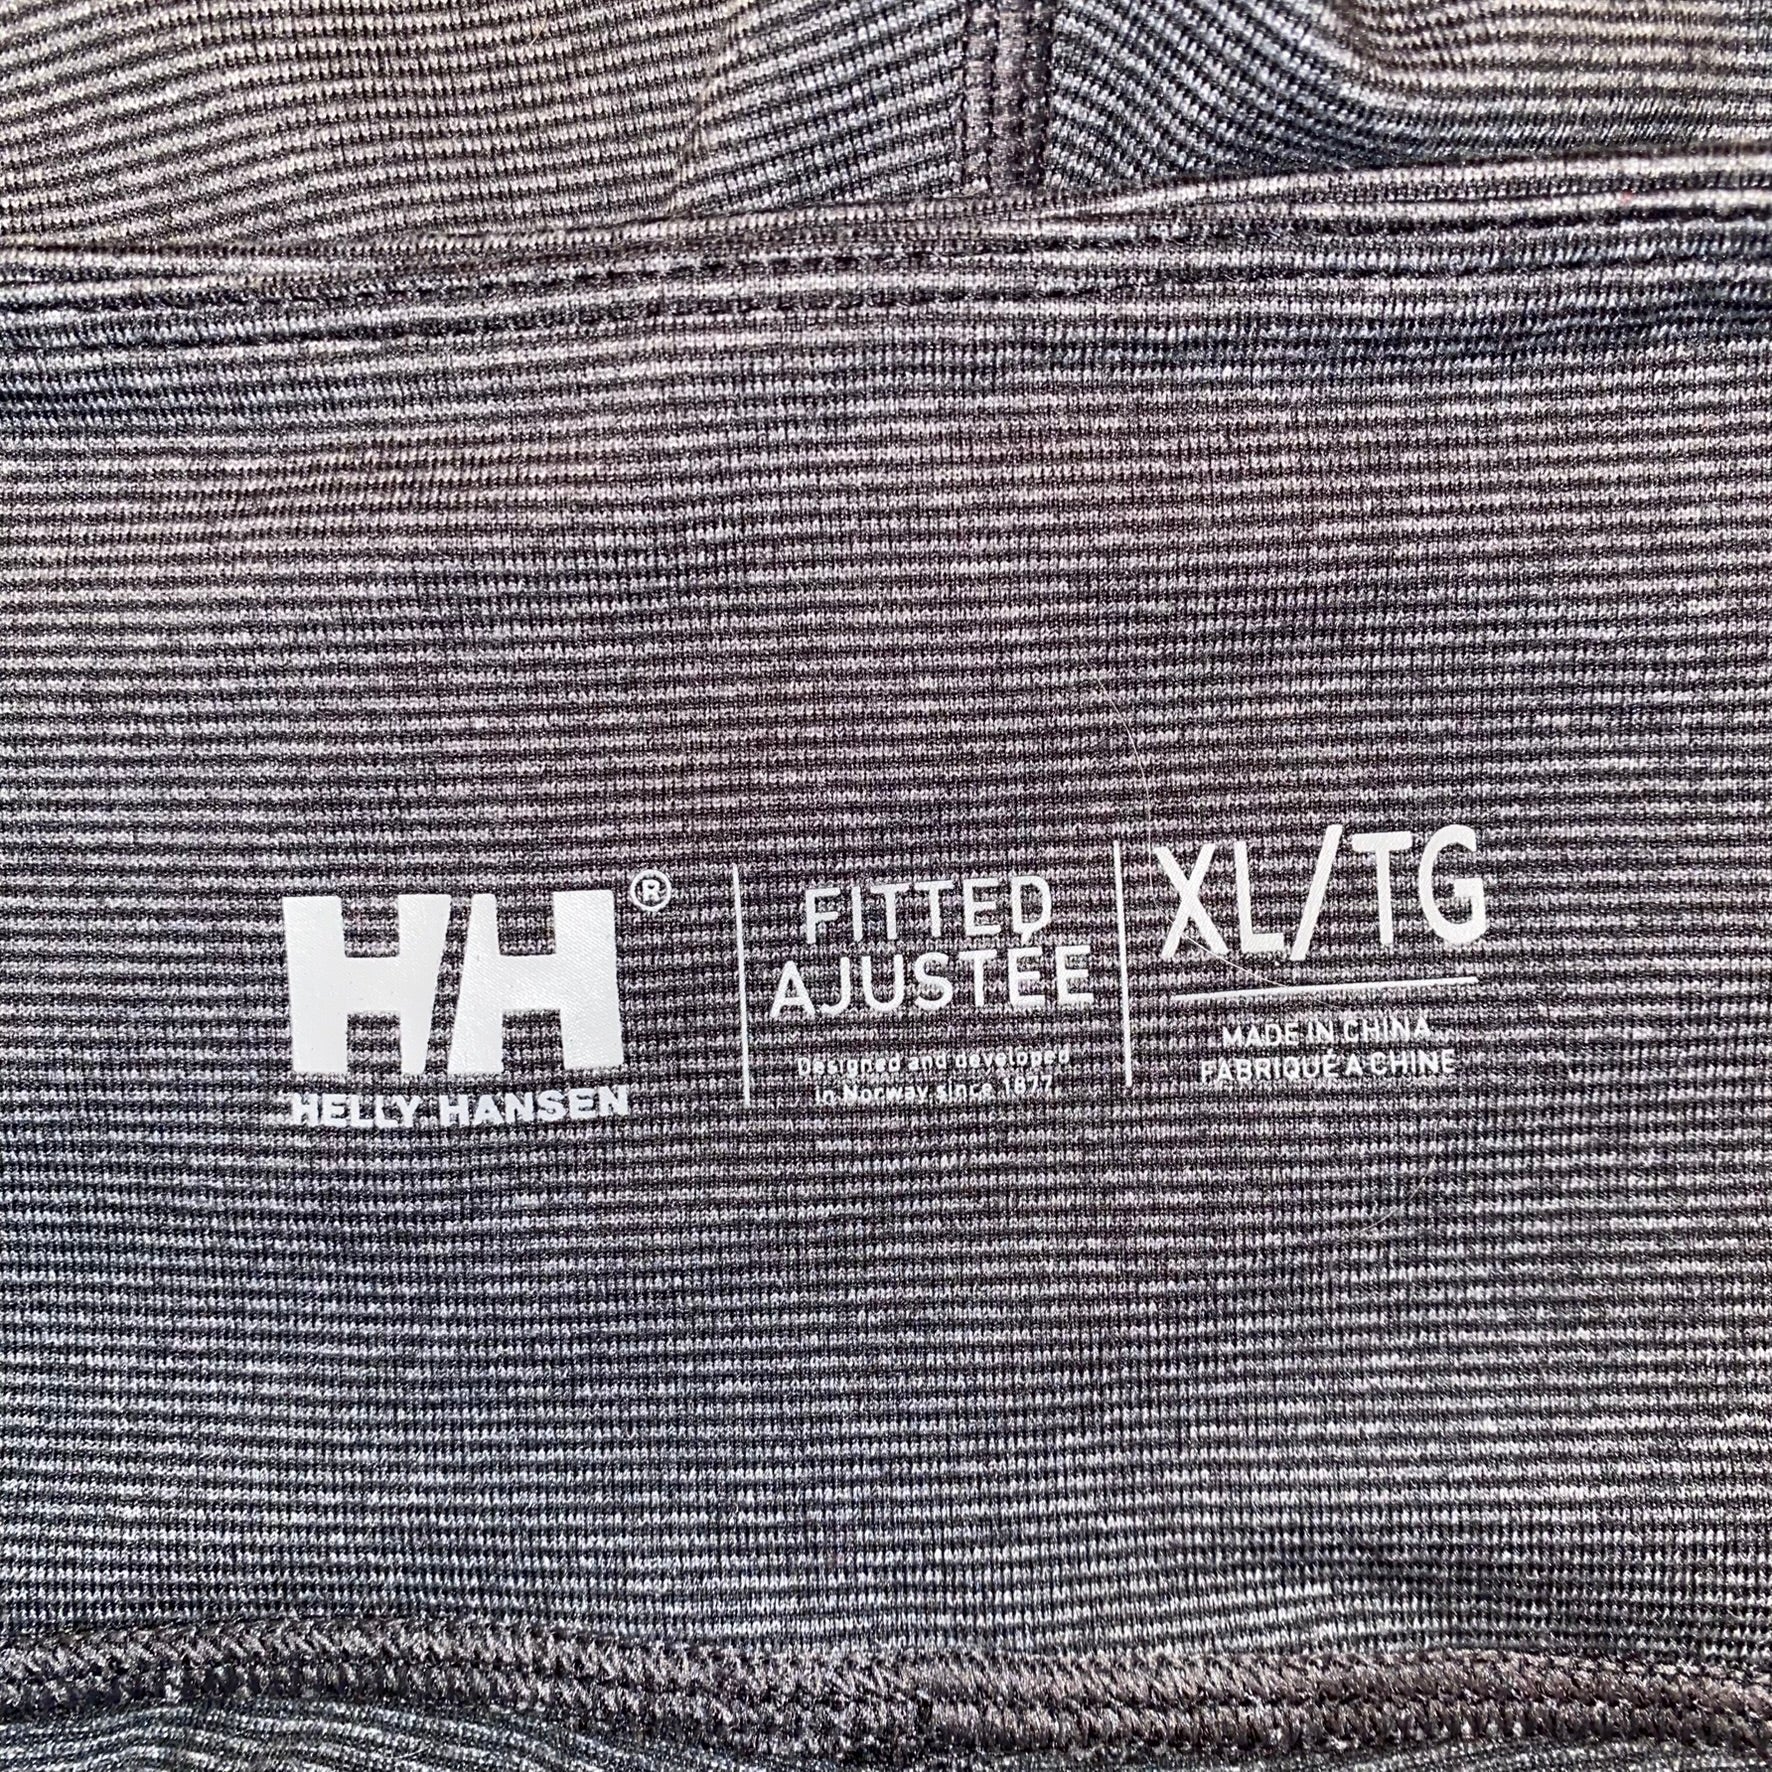 HH®
HELLY HANSEN
FITTED
AJUSTÉE
Designed and developed
in Norway since 1877
XL/TG
MADE IN CHINA
FABRIQUÉ A CHINE